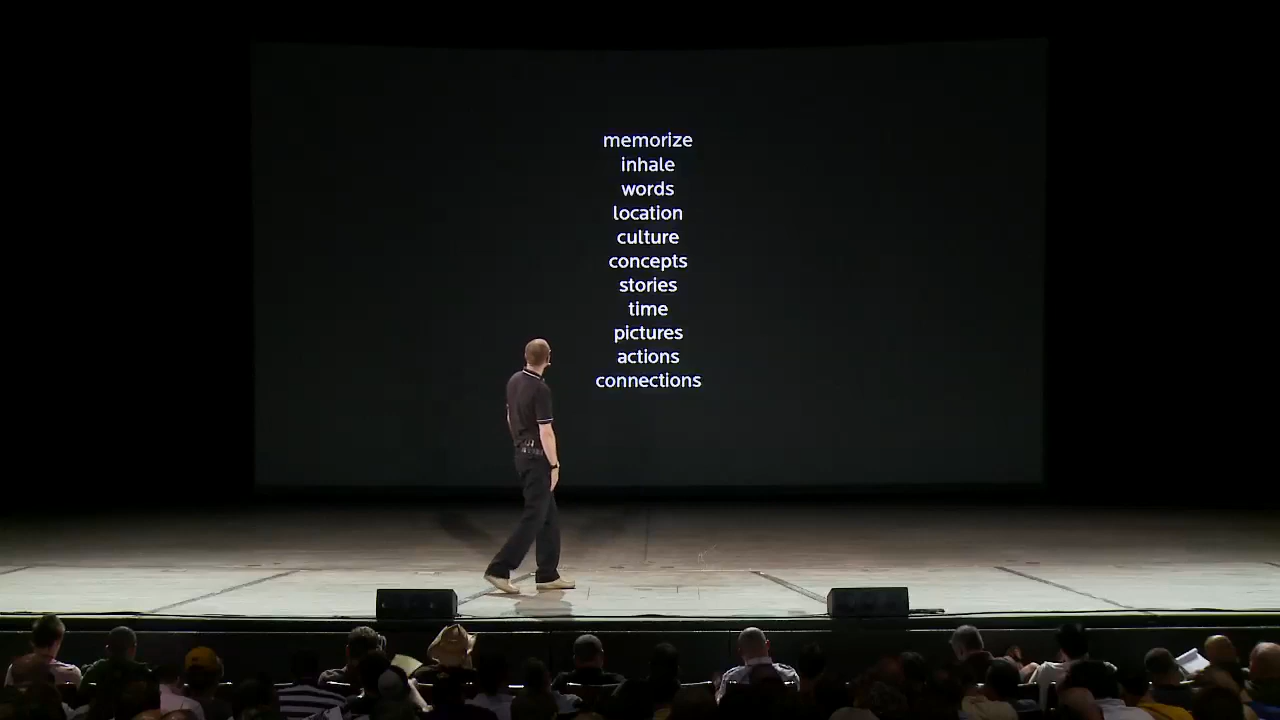 memorize
inhale
words
location
culture
concepts
stories
time
pictures
actions
connections